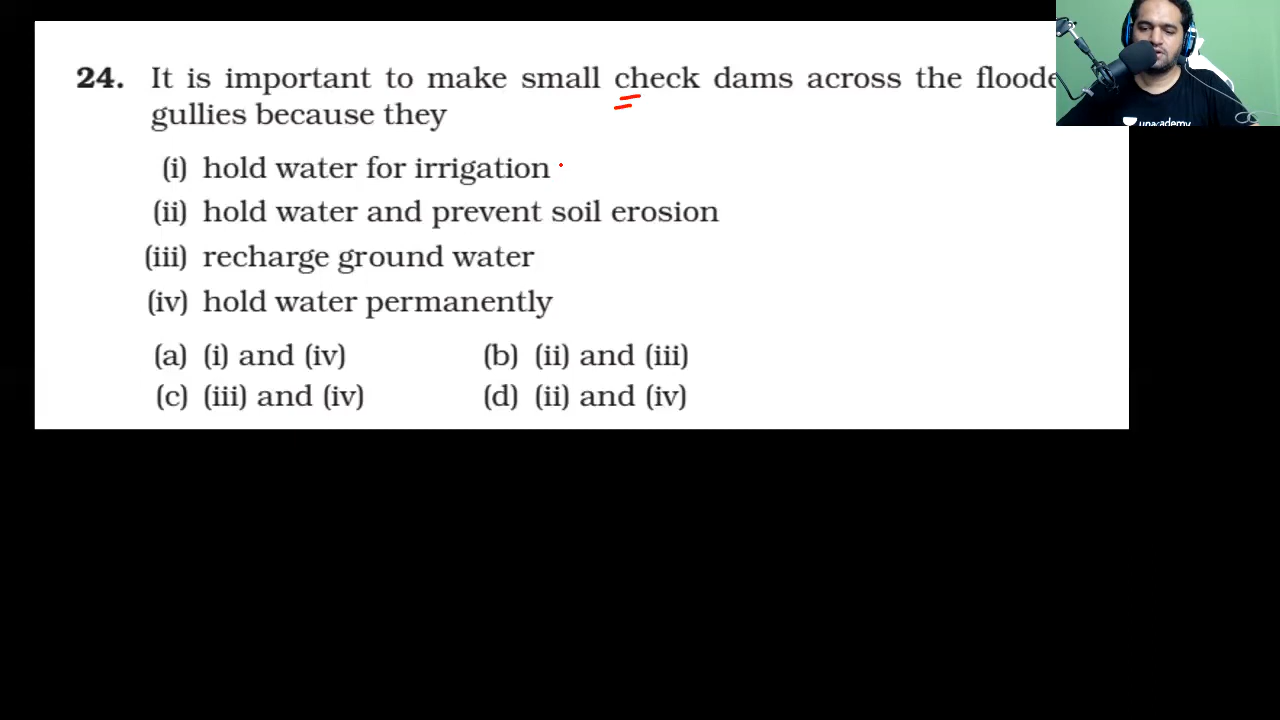 24. It is important to make small check dams across the floode
gullies because they
(i) hold water for irrigation
(ii) hold water and prevent soil erosion
(iii) recharge ground water
(iv) hold water permanently
(a) (i) and (iv) (b) (ii) and (iii)
(c) (iii) and (iv) (d) (ii) and (iv)
unacademy